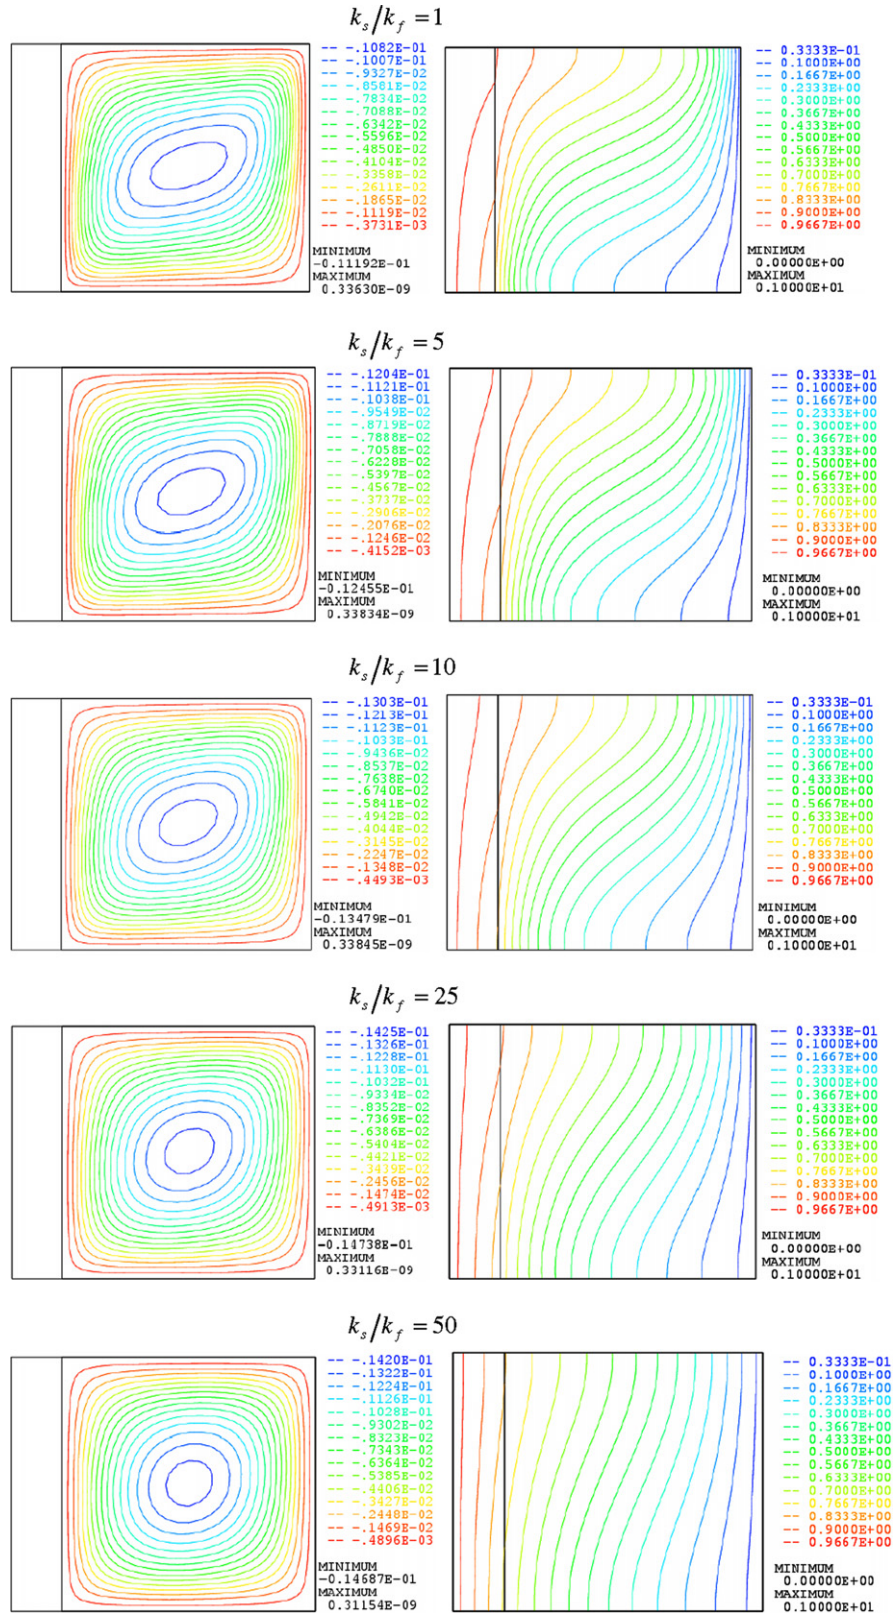 k_s/k_f = 1
-- -.1082E-01
-- -.1007E-01
-- -.9327E-02
-- -.8581E-02
-- -.7834E-02
-- -.7088E-02
-- -.6342E-02
-- -.5596E-02
-- -.4850E-02
-- -.4104E-02
-- -.3358E-02
-- -.2611E-02
-- -.1865E-02
-- -.1119E-02
-- -.3731E-03
MINIMUM
-0.11192E-01
MAXIMUM
0.33630E-09
-- 0.3333E-01
-- 0.1000E+00
-- 0.1667E+00
-- 0.2333E+00
-- 0.3000E+00
-- 0.3667E+00
-- 0.4333E+00
-- 0.5000E+00
-- 0.5667E+00
-- 0.6333E+00
-- 0.7000E+00
-- 0.7667E+00
-- 0.8333E+00
-- 0.9000E+00
-- 0.9667E+00
MINIMUM
0.00000E+00
MAXIMUM
0.10000E+01
k_s/k_f = 5
-- -.1204E-01
-- -.1121E-01
-- -.1038E-01
-- -.9549E-02
-- -.8719E-02
-- -.7888E-02
-- -.7058E-02
-- -.6228E-02
-- -.5397E-02
-- -.4567E-02
-- -.3737E-02
-- -.2906E-02
-- -.2076E-02
-- -.1246E-02
-- -.4152E-03
MINIMUM
-0.12455E-01
MAXIMUM
0.33834E-09
-- 0.3333E-01
-- 0.1000E+00
-- 0.1667E+00
-- 0.2333E+00
-- 0.3000E+00
-- 0.3667E+00
-- 0.4333E+00
-- 0.5000E+00
-- 0.5667E+00
-- 0.6333E+00
-- 0.7000E+00
-- 0.7667E+00
-- 0.8333E+00
-- 0.9000E+00
-- 0.9667E+00
MINIMUM
0.00000E+00
MAXIMUM
0.10000E+01
k_s/k_f = 10
-- -.1303E-01
-- -.1213E-01
-- -.1123E-01
-- -.1033E-01
-- -.9436E-02
-- -.8537E-02
-- -.7638E-02
-- -.6740E-02
-- -.5841E-02
-- -.4942E-02
-- -.4044E-02
-- -.3145E-02
-- -.2247E-02
-- -.1348E-02
-- -.4493E-03
MINIMUM
-0.13479E-01
MAXIMUM
0.33845E-09
-- 0.3333E-01
-- 0.1000E+00
-- 0.1667E+00
-- 0.2333E+00
-- 0.3000E+00
-- 0.3667E+00
-- 0.4333E+00
-- 0.5000E+00
-- 0.5667E+00
-- 0.6333E+00
-- 0.7000E+00
-- 0.7667E+00
-- 0.8333E+00
-- 0.9000E+00
-- 0.9667E+00
MINIMUM
0.00000E+00
MAXIMUM
0.10000E+01
k_s/k_f = 25
-- -.1425E-01
-- -.1326E-01
-- -.1228E-01
-- -.1130E-01
-- -.1032E-01
-- -.9334E-02
-- -.8352E-02
-- -.7369E-02
-- -.6386E-02
-- -.5404E-02
-- -.4421E-02
-- -.3439E-02
-- -.2456E-02
-- -.1474E-02
-- -.4913E-03
MINIMUM
-0.14738E-01
MAXIMUM
0.33116E-09
-- 0.3333E-01
-- 0.1000E+00
-- 0.1667E+00
-- 0.2333E+00
-- 0.3000E+00
-- 0.3667E+00
-- 0.4333E+00
-- 0.5000E+00
-- 0.5667E+00
-- 0.6333E+00
-- 0.7000E+00
-- 0.7667E+00
-- 0.8333E+00
-- 0.9000E+00
-- 0.9667E+00
MINIMUM
0.00000E+00
MAXIMUM
0.10000E+01
k_s/k_f = 50
-- -.1420E-01
-- -.1322E-01
-- -.1224E-01
-- -.1126E-01
-- -.1028E-01
-- -.9302E-02
-- -.8323E-02
-- -.7343E-02
-- -.6364E-02
-- -.5385E-02
-- -.4406E-02
-- -.3427E-02
-- -.2448E-02
-- -.1469E-02
-- -.4896E-03
MINIMUM
-0.14687E-01
MAXIMUM
0.31154E-09
-- 0.3333E-01
-- 0.1000E+00
-- 0.1667E+00
-- 0.2333E+00
-- 0.3000E+00
-- 0.3667E+00
-- 0.4333E+00
-- 0.5000E+00
-- 0.5667E+00
-- 0.6333E+00
-- 0.7000E+00
-- 0.7667E+00
-- 0.8333E+00
-- 0.9000E+00
-- 0.9667E+00
MINIMUM
0.00000E+00
MAXIMUM
0.10000E+01